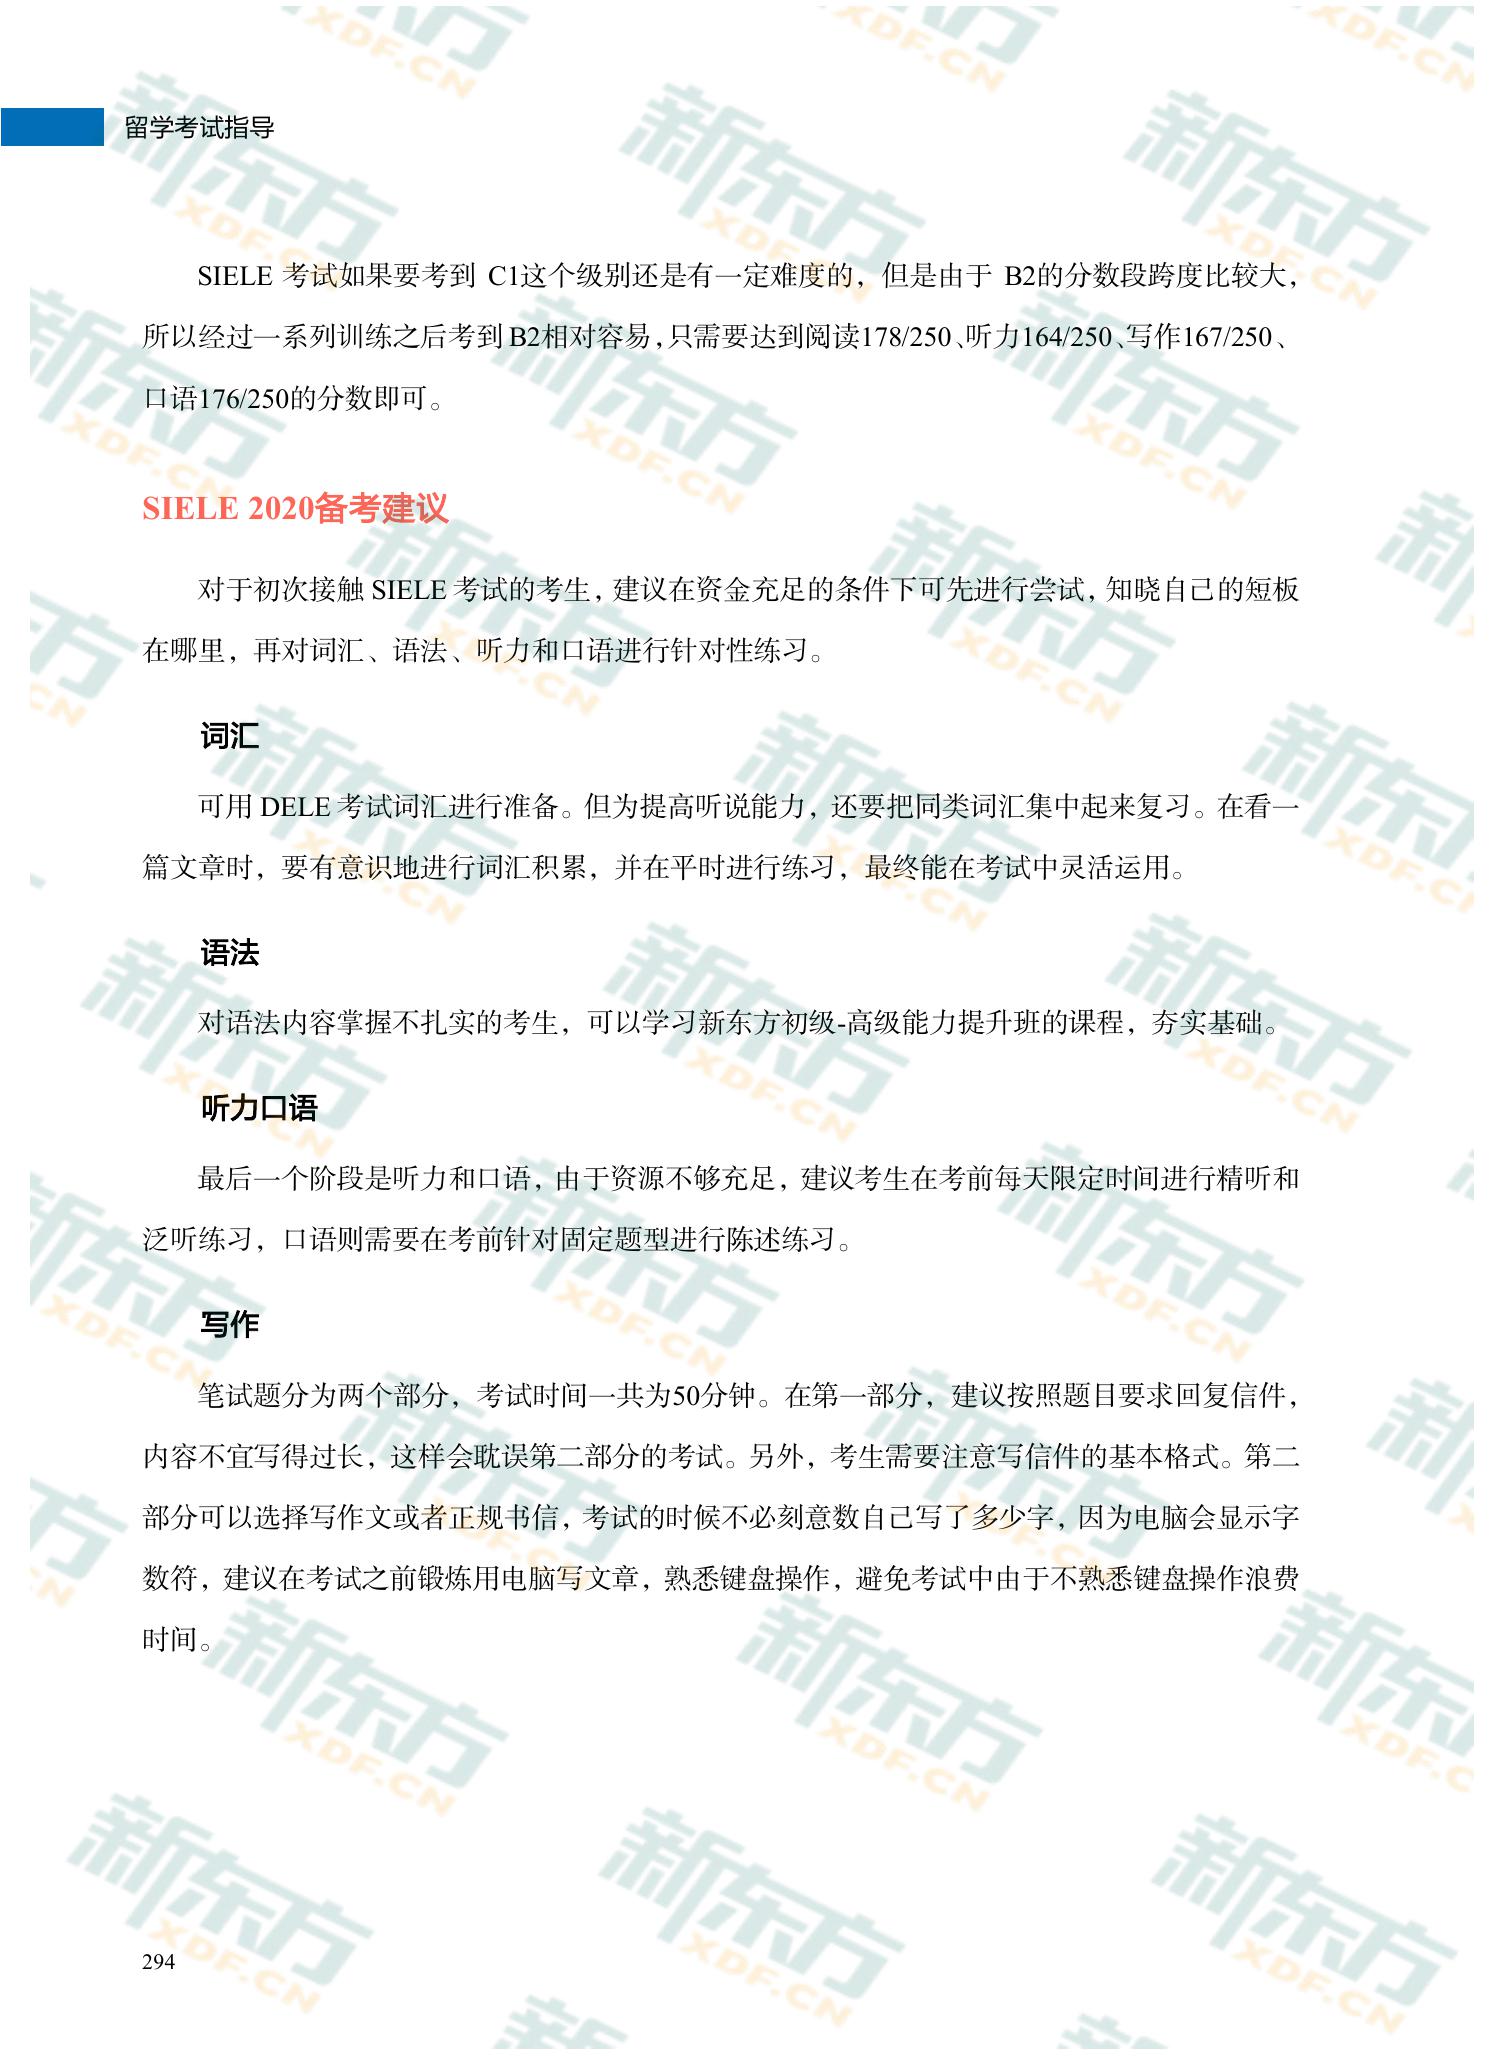 留学考试指导
SIELE 考试如果要考到 C1这个级别还是有一定难度的，但是由于 B2的分数段跨度比较大，
所以经过一系列训练之后考到 B2相对容易，只需要达到阅读178/250、听力164/250、写作167/250、
口语176/250的分数即可。
SIELE 2020备考建议
对于初次接触 SIELE 考试的考生，建议在资金充足的条件下可先进行尝试，知晓自己的短板
在哪里，再对词汇、语法、听力和口语进行针对性练习。
词汇
可用 DELE 考试词汇进行准备。但为提高听说能力，还要把同类词汇集中起来复习。在看一
篇文章时，要有意识地进行词汇积累，并在平时进行练习，最终能在考试中灵活运用。
语法
对语法内容掌握不扎实的考生，可以学习新东方初级-高级能力提升班的课程，夯实基础。
听力口语
最后一个阶段是听力和口语，由于资源不够充足，建议考生在考前每天限定时间进行精听和
泛听练习，口语则需要在考前针对固定题型进行陈述练习。
写作
笔试题分为两个部分，考试时间一共为50分钟。在第一部分，建议按照题目要求回复信件，
内容不宜写得过长，这样会耽误第二部分的考试。另外，考生需要注意写信件的基本格式。第二
部分可以选择写作文或者正规书信，考试的时候不必刻意数自己写了多少字，因为电脑会显示字
数符，建议在考试之前锻炼用电脑写文章，熟悉键盘操作，避免考试中由于不熟悉键盘操作浪费
时间。
294
新东方
XDF.CN